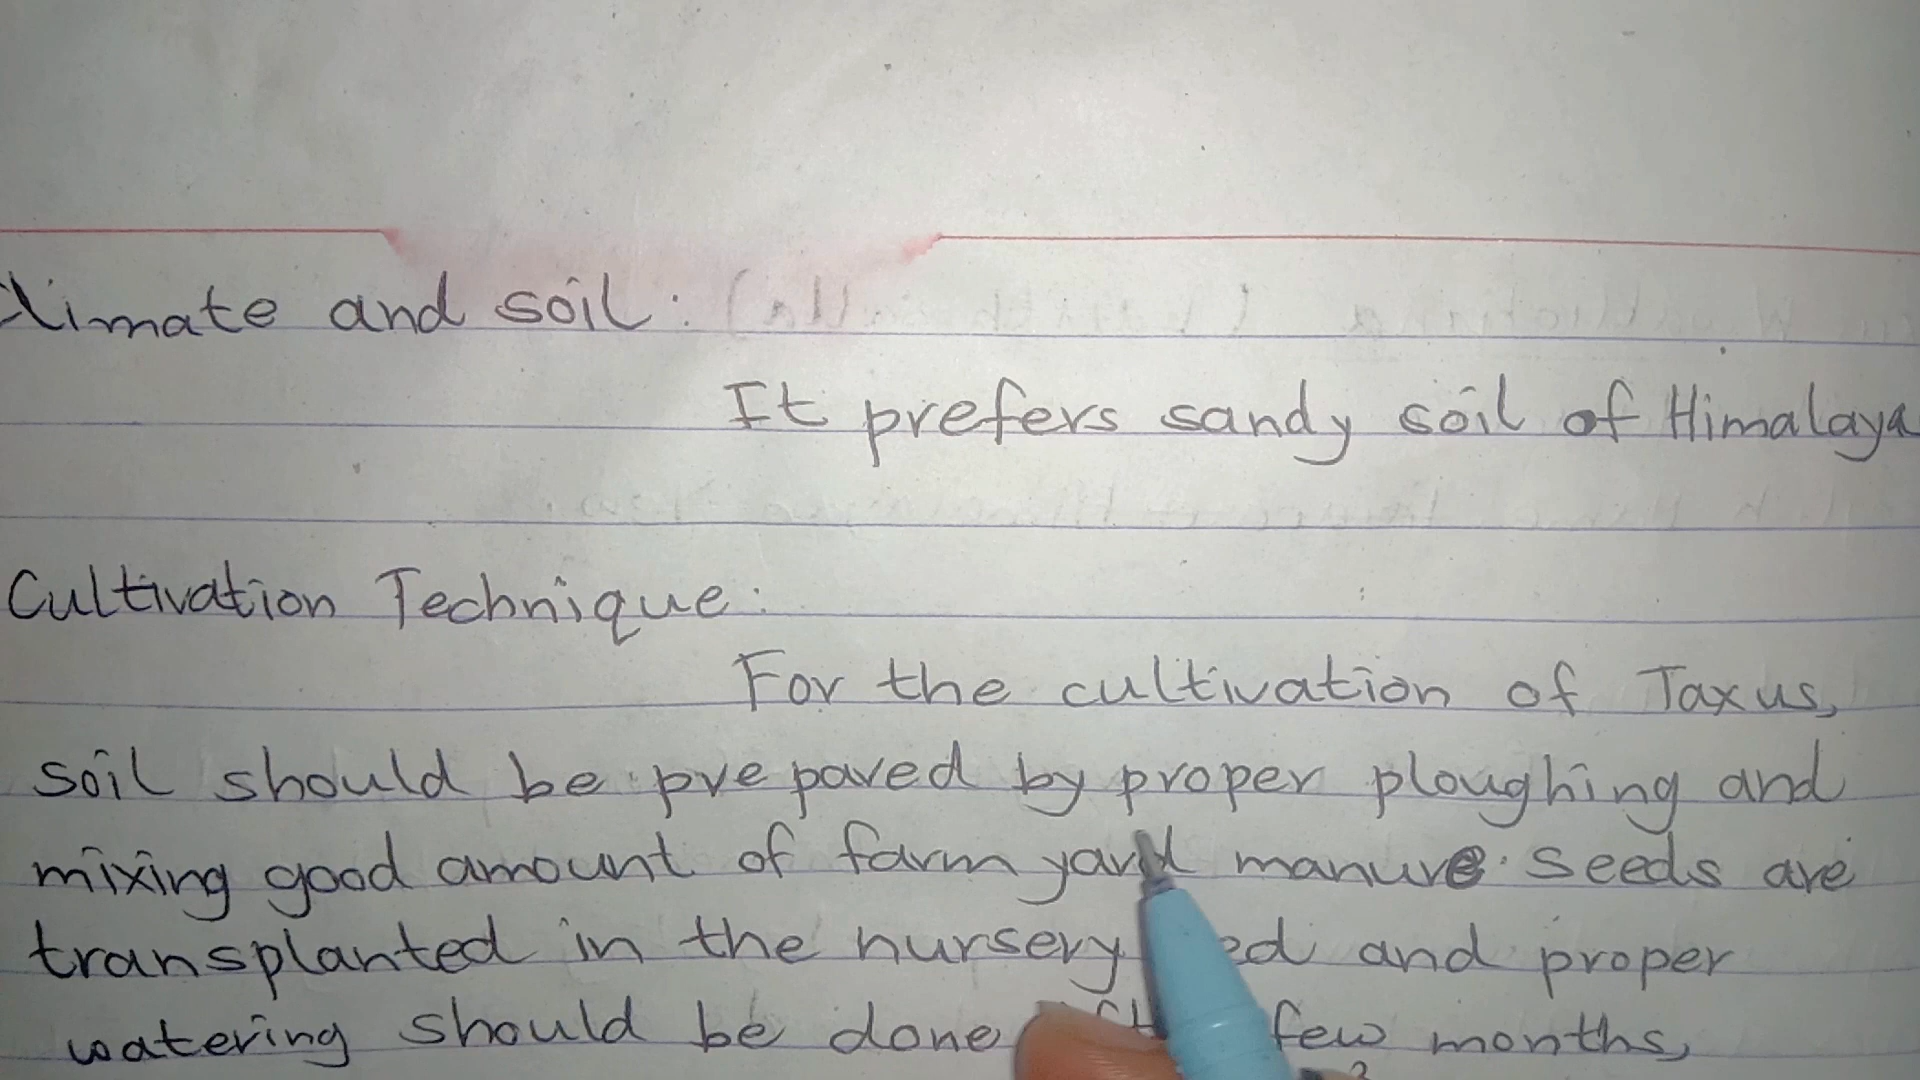 Climate and soil:
It prefers sandy soil of Himalaya
Cultivation Technique:
For the cultivation of Taxus,
soil should be prepared by proper ploughing and
mixing good amount of farm yard manure. Seeds are
transplanted in the nursery and proper
watering should be done few months,